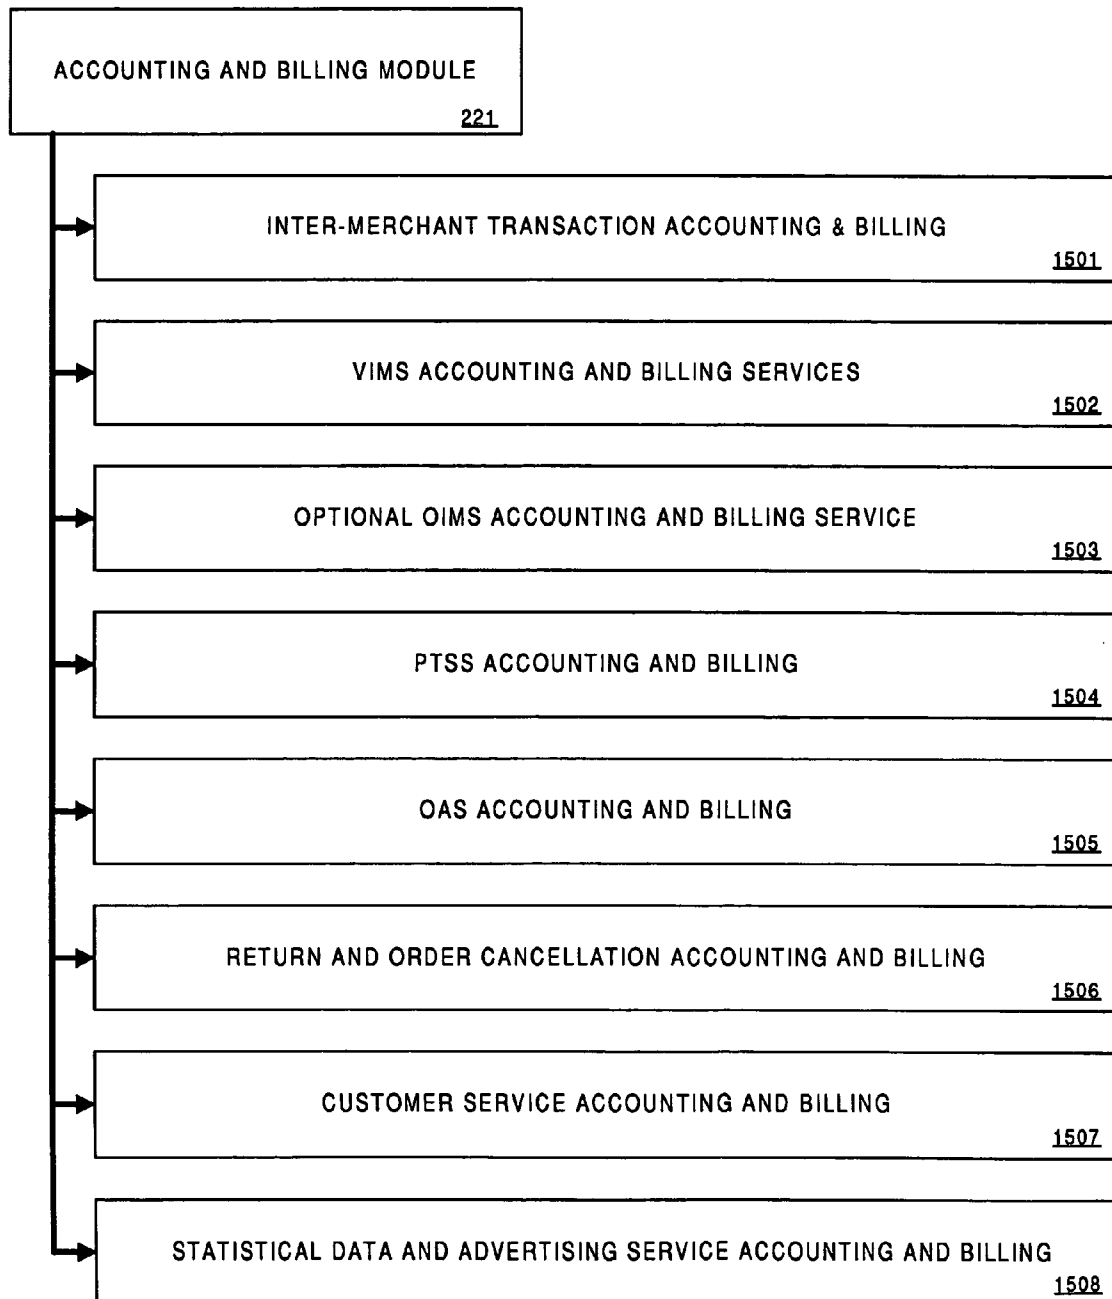 ACCOUNTING AND BILLING MODULE
221
INTER-MERCHANT TRANSACTION ACCOUNTING & BILLING
1501
VIMS ACCOUNTING AND BILLING SERVICES
1502
OPTIONAL OIMS ACCOUNTING AND BILLING SERVICE
1503
PTSS ACCOUNTING AND BILLING
1504
OAS ACCOUNTING AND BILLING
1505
RETURN AND ORDER CANCELLATION ACCOUNTING AND BILLING
1506
CUSTOMER SERVICE ACCOUNTING AND BILLING
1507
STATISTICAL DATA AND ADVERTISING SERVICE ACCOUNTING AND BILLING
1508